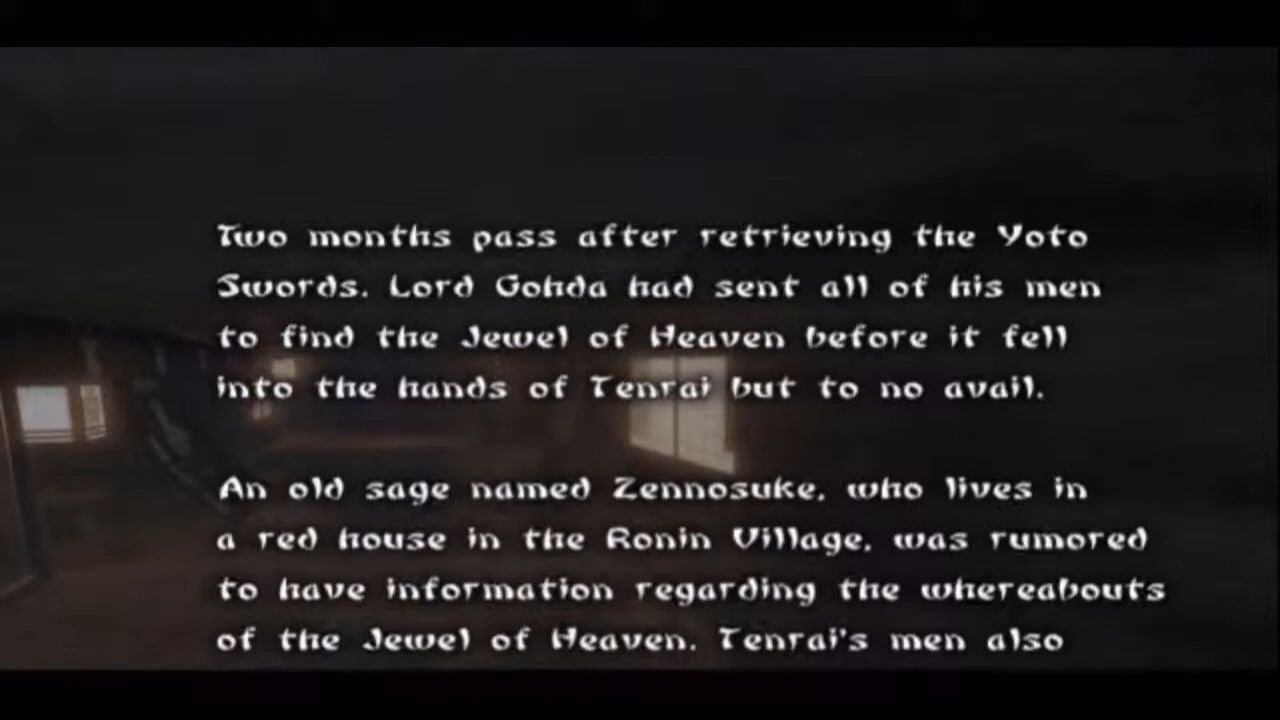 Two months pass after retrieving the Yoto
Swords. Lord Gohda had sent all of his men
to find the Jewel of Heaven before it fell
into the hands of Tenrai but to no avail.
An old sage named Zennosuke, who lives in
a red house in the Ronin Village, was rumored
to have information regarding the whereabouts
of the Jewel of Heaven. Tenrai's men also